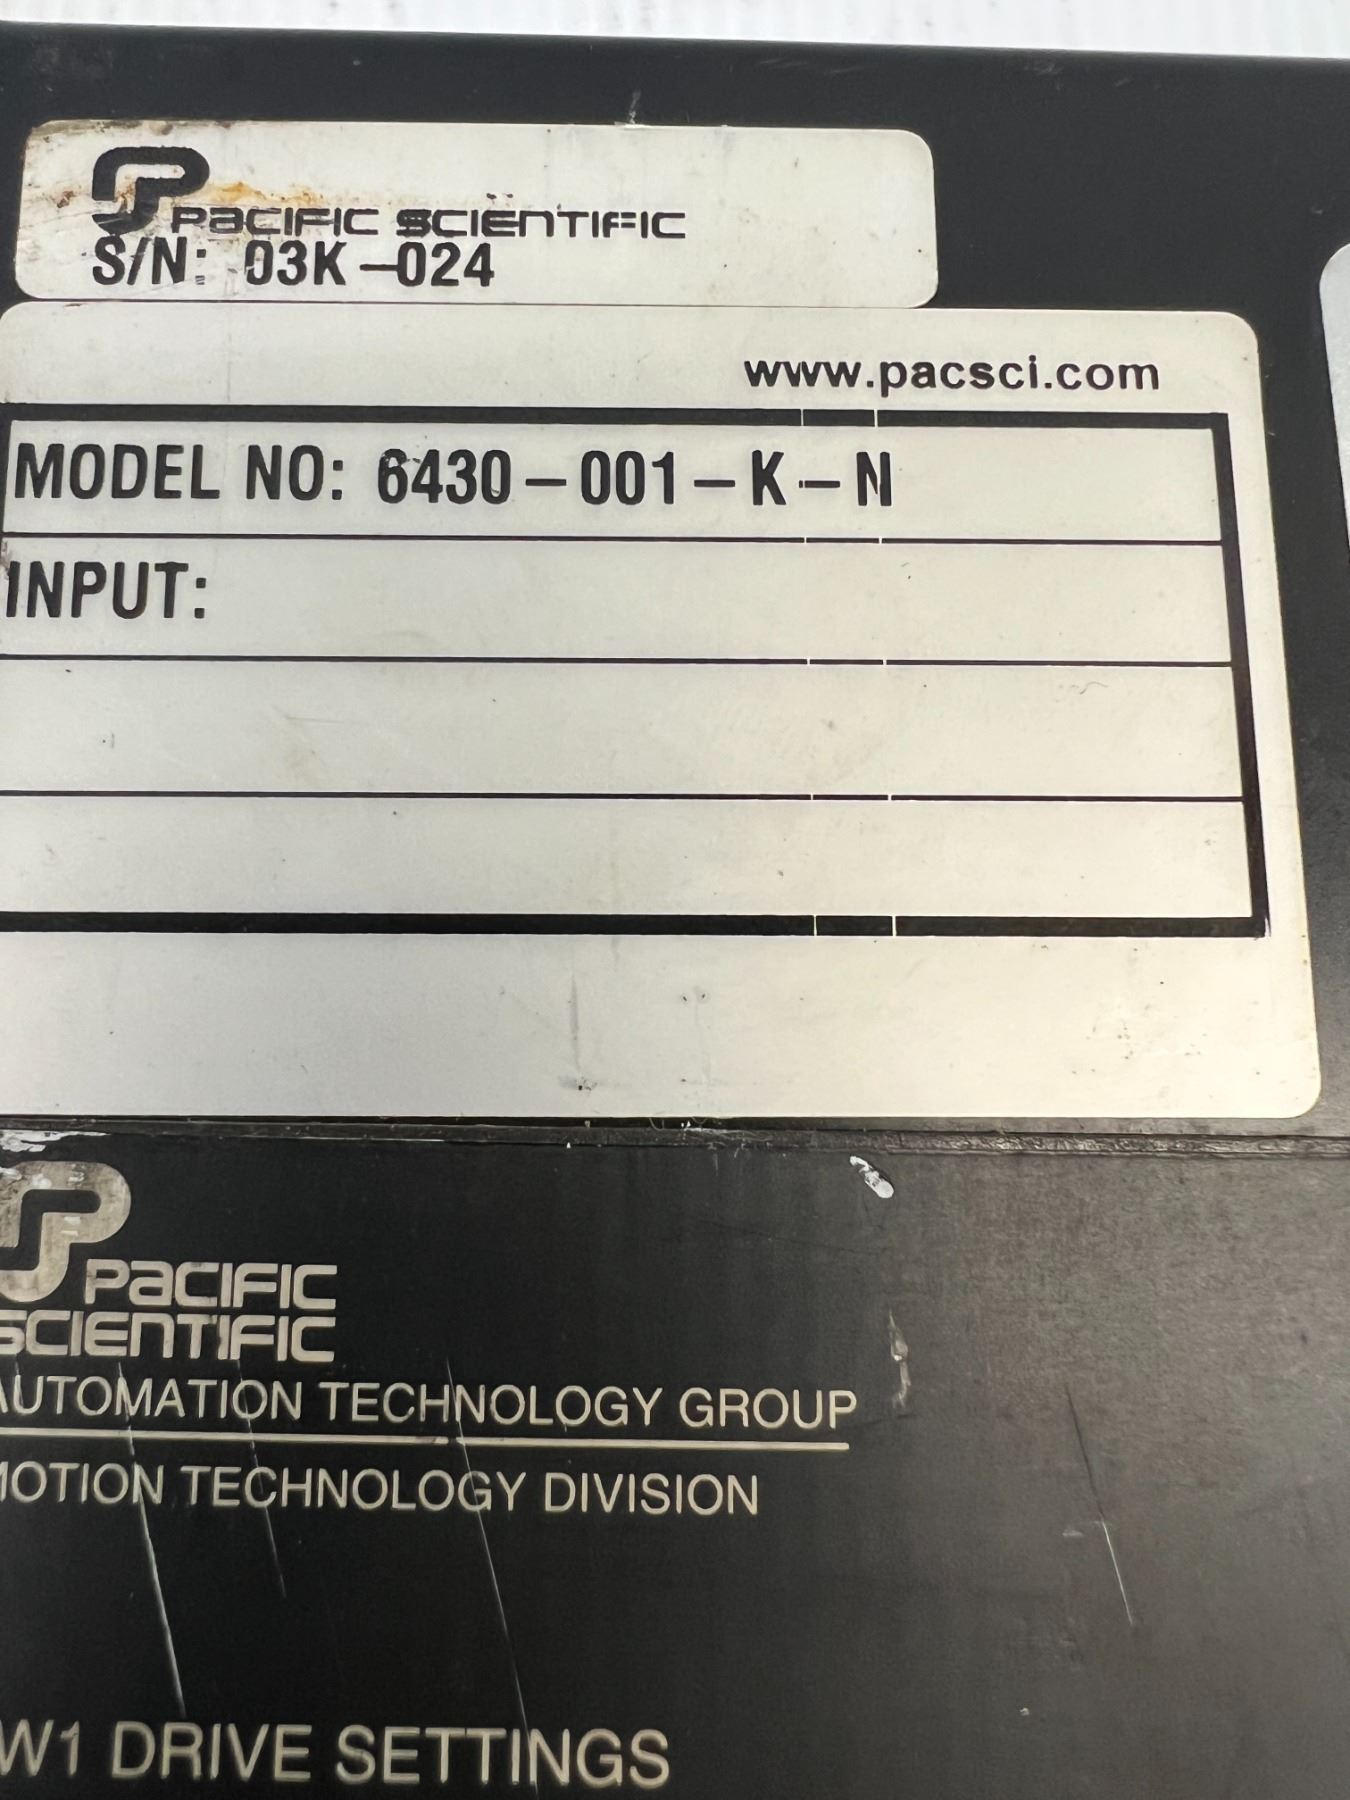 PACIFIC SCIENTIFIC
S/N: 03K-024
www.pacsci.com
MODEL NO: 6430-001-K-N
INPUT:
PACIFIC
SCIENTIFIC
AUTOMATION TECHNOLOGY GROUP
MOTION TECHNOLOGY DIVISION
W1 DRIVE SETTINGS